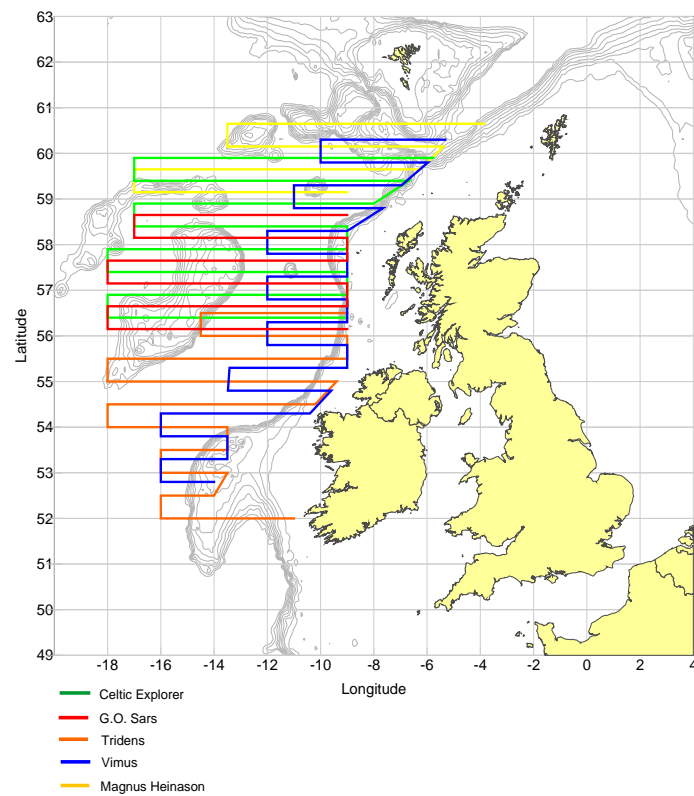 63
62
61
60
59
58
57
56
55
54
53
52
51
50
49
Latitude
-18 -16 -14 -12 -10 -8 -6 -4 -2 0 2 4
Longitude
Celtic Explorer
G.O. Sars
Tridens
Vimus
Magnus Heinason